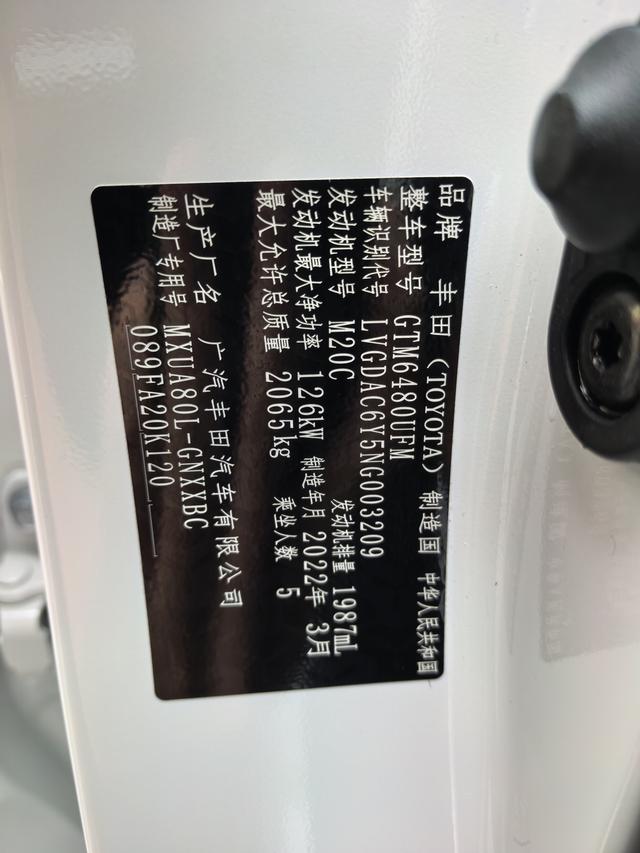 品牌 丰田（TOYOTA） 制造国 中华人民共和国
整车型号 GTM6480UFM
车辆识别代号 LVGDAC6Y5NG003209
发动机型号 M20C 发动机排量 1987mL
发动机最大净功率 126kW 制造年月 2022年 3月
最大允许总质量 2065kg 乘坐人数 5
生产厂名 广汽丰田汽车有限公司
制造厂专用号 MXUA80L-GNXXBC
089FA20K120